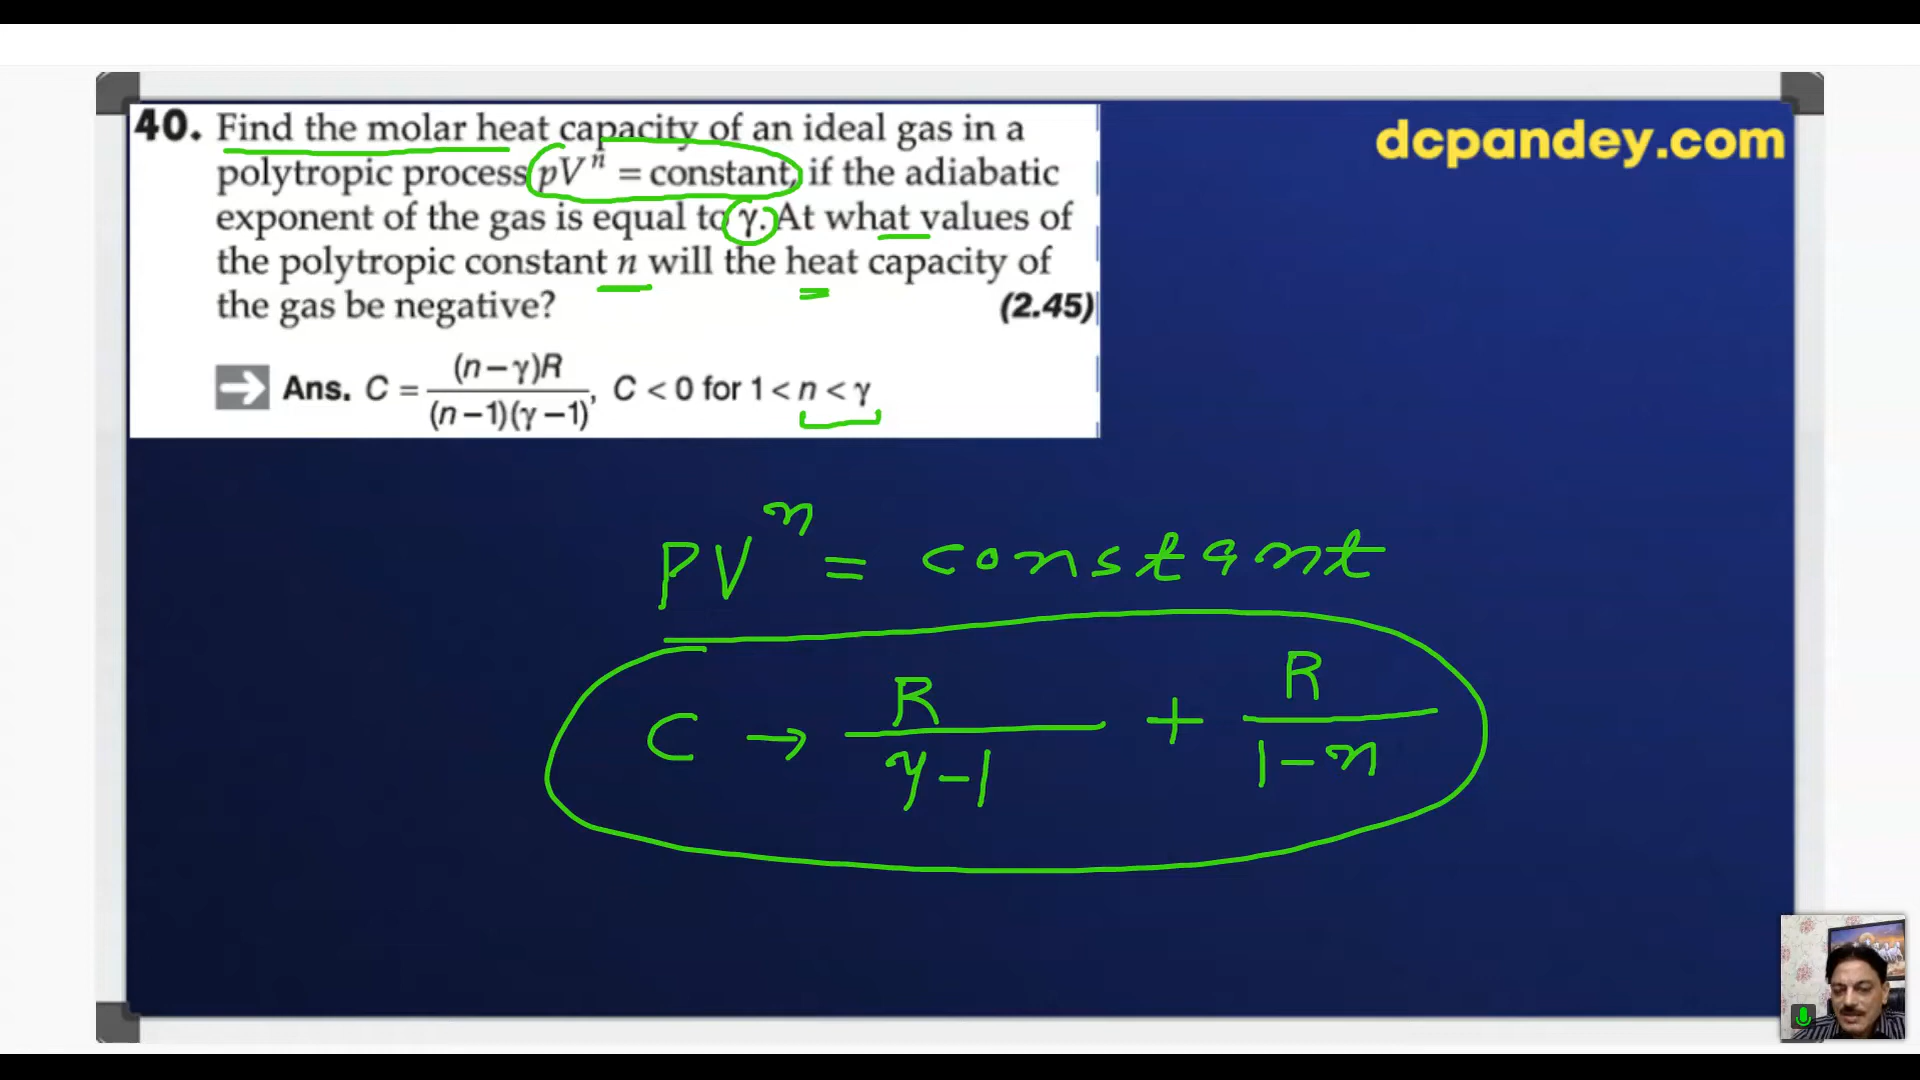 dcpandey.com
40. Find the molar heat capacity of an ideal gas in a
polytropic process pVⁿ = constant, if the adiabatic
exponent of the gas is equal to γ. At what values of
the polytropic constant n will the heat capacity of
the gas be negative? (2.45)
Ans. C = (n−γ)R / (n−1)(γ−1), C < 0 for 1 < n < γ
PVⁿ = constant
C → R/(γ−1) + R/(1−n)